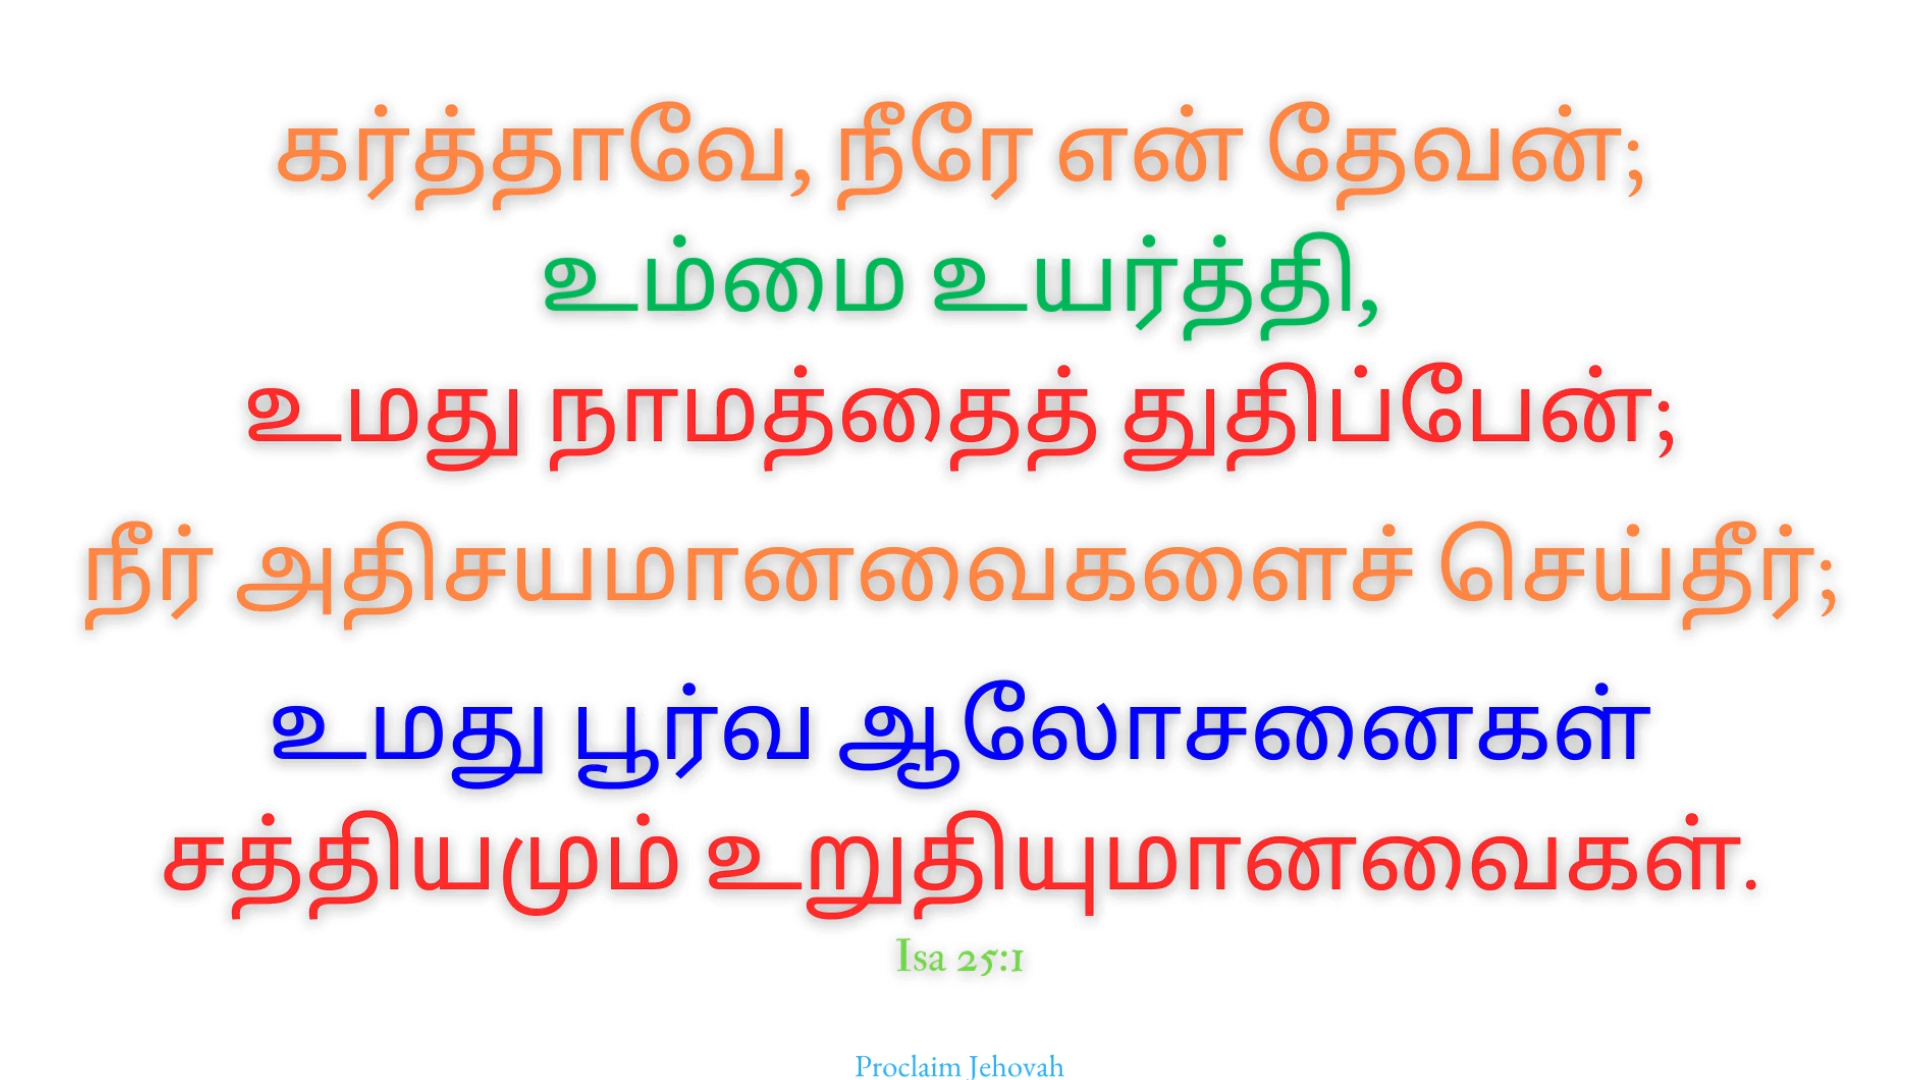 கர்த்தாவே, நீரே என் தேவன்;
உம்மை உயர்த்தி,
உமது நாமத்தைத் துதிப்பேன்;
நீர் அதிசயமானவைகளைச் செய்தீர்;
உமது பூர்வ ஆலோசனைகள்
சத்தியமும் உறுதியுமானவைகள்.
Isa 25:1
Proclaim Jehovah